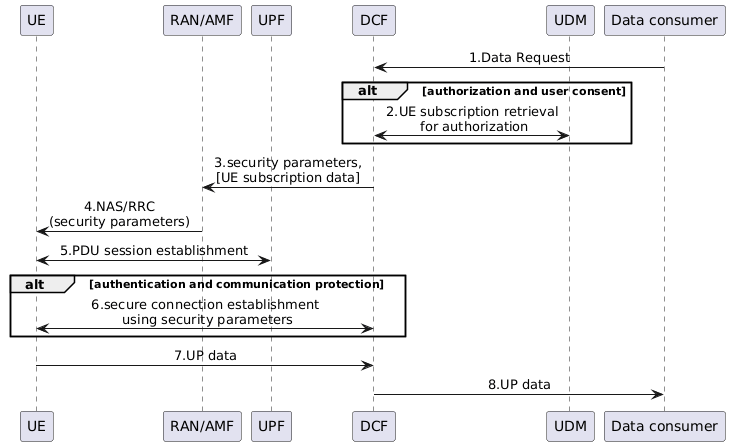 UE RAN/AMF UPF DCF UDM Data consumer
1.Data Request
alt [authorization and user consent]
2.UE subscription retrieval
for authorization
3.security parameters,
[UE subscription data]
4.NAS/RRC
(security parameters)
5.PDU session establishment
alt [authentication and communication protection]
6.secure connection establishment
using security parameters
7.UP data
8.UP data
UE RAN/AMF UPF DCF UDM Data consumer